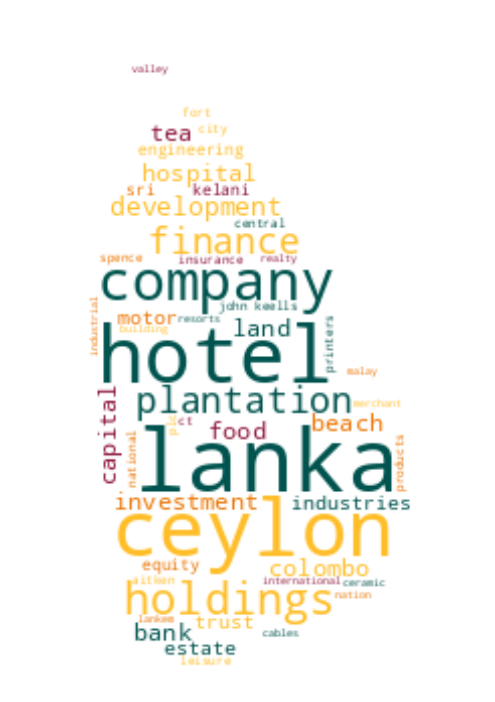 valley
fort
tea city
engineering
hospital
sri kelani
development
central
finance
spence insurance realty
company
industrial
john keells
motor resorts
building
land
printers
hotel
malay
plantation
merchant
capital
beach
ct
food
national
lanka
products
investment industries
ceylon
equity colombo
aitken international ceramic
holdings
nation
lankem trust
bank cables
estate
leisure